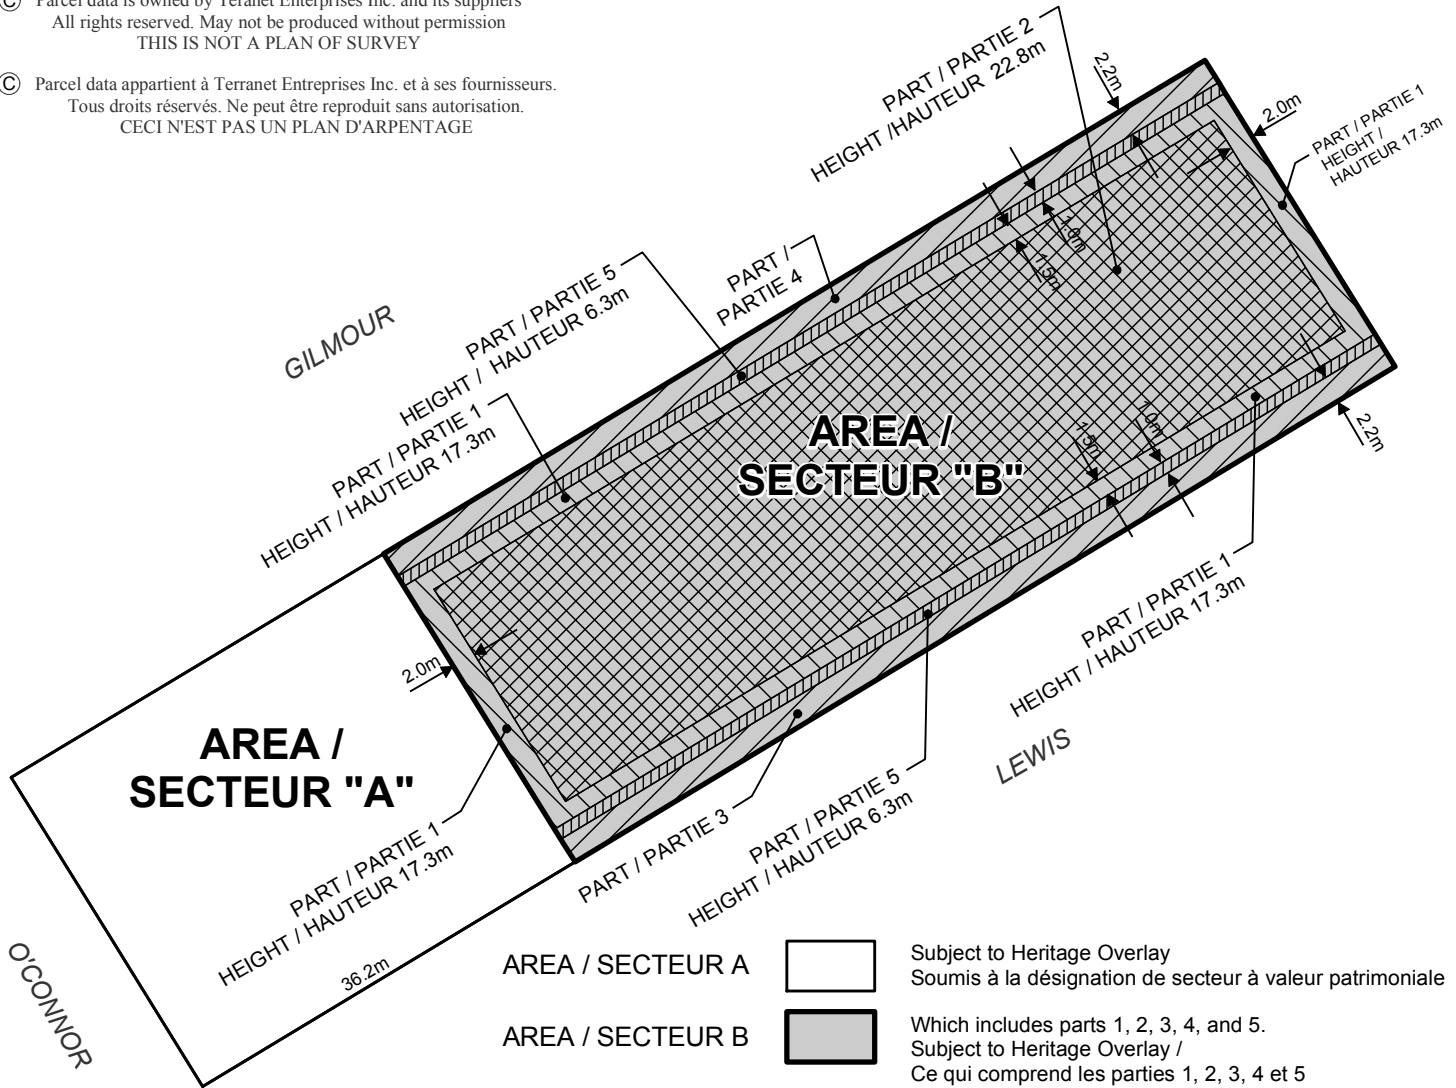 © Parcel data is owned by Teranet Enterprises Inc. and its suppliers
All rights reserved. May not be produced without permission
THIS IS NOT A PLAN OF SURVEY
© Parcel data appartient à Terranet Entreprises Inc. et à ses fournisseurs.
Tous droits réservés. Ne peut être reproduit sans autorisation.
CECI N'EST PAS UN PLAN D'ARPENTAGE
PART / PARTIE 2
HEIGHT /HAUTEUR 22.8m
2.2m
2.0m
PART / PARTIE 1
HEIGHT /
HAUTEUR 17.3m
1.0m
1.5m
PART /
PARTIE 4
PART / PARTIE 5
HEIGHT / HAUTEUR 6.3m
GILMOUR
PART / PARTIE 1
HEIGHT / HAUTEUR 17.3m
AREA /
SECTEUR "B"
1.5m
1.0m
2.2m
PART / PARTIE 1
HEIGHT / HAUTEUR 17.3m
2.0m
AREA /
SECTEUR "A"
LEWIS
PART / PARTIE 5
HEIGHT / HAUTEUR 6.3m
PART / PARTIE 3
PART / PARTIE 1
HEIGHT / HAUTEUR 17.3m
36.2m
O'CONNOR
AREA / SECTEUR A
Subject to Heritage Overlay
Soumis à la désignation de secteur à valeur patrimoniale
AREA / SECTEUR B
Which includes parts 1, 2, 3, 4, and 5.
Subject to Heritage Overlay /
Ce qui comprend les parties 1, 2, 3, 4 et 5